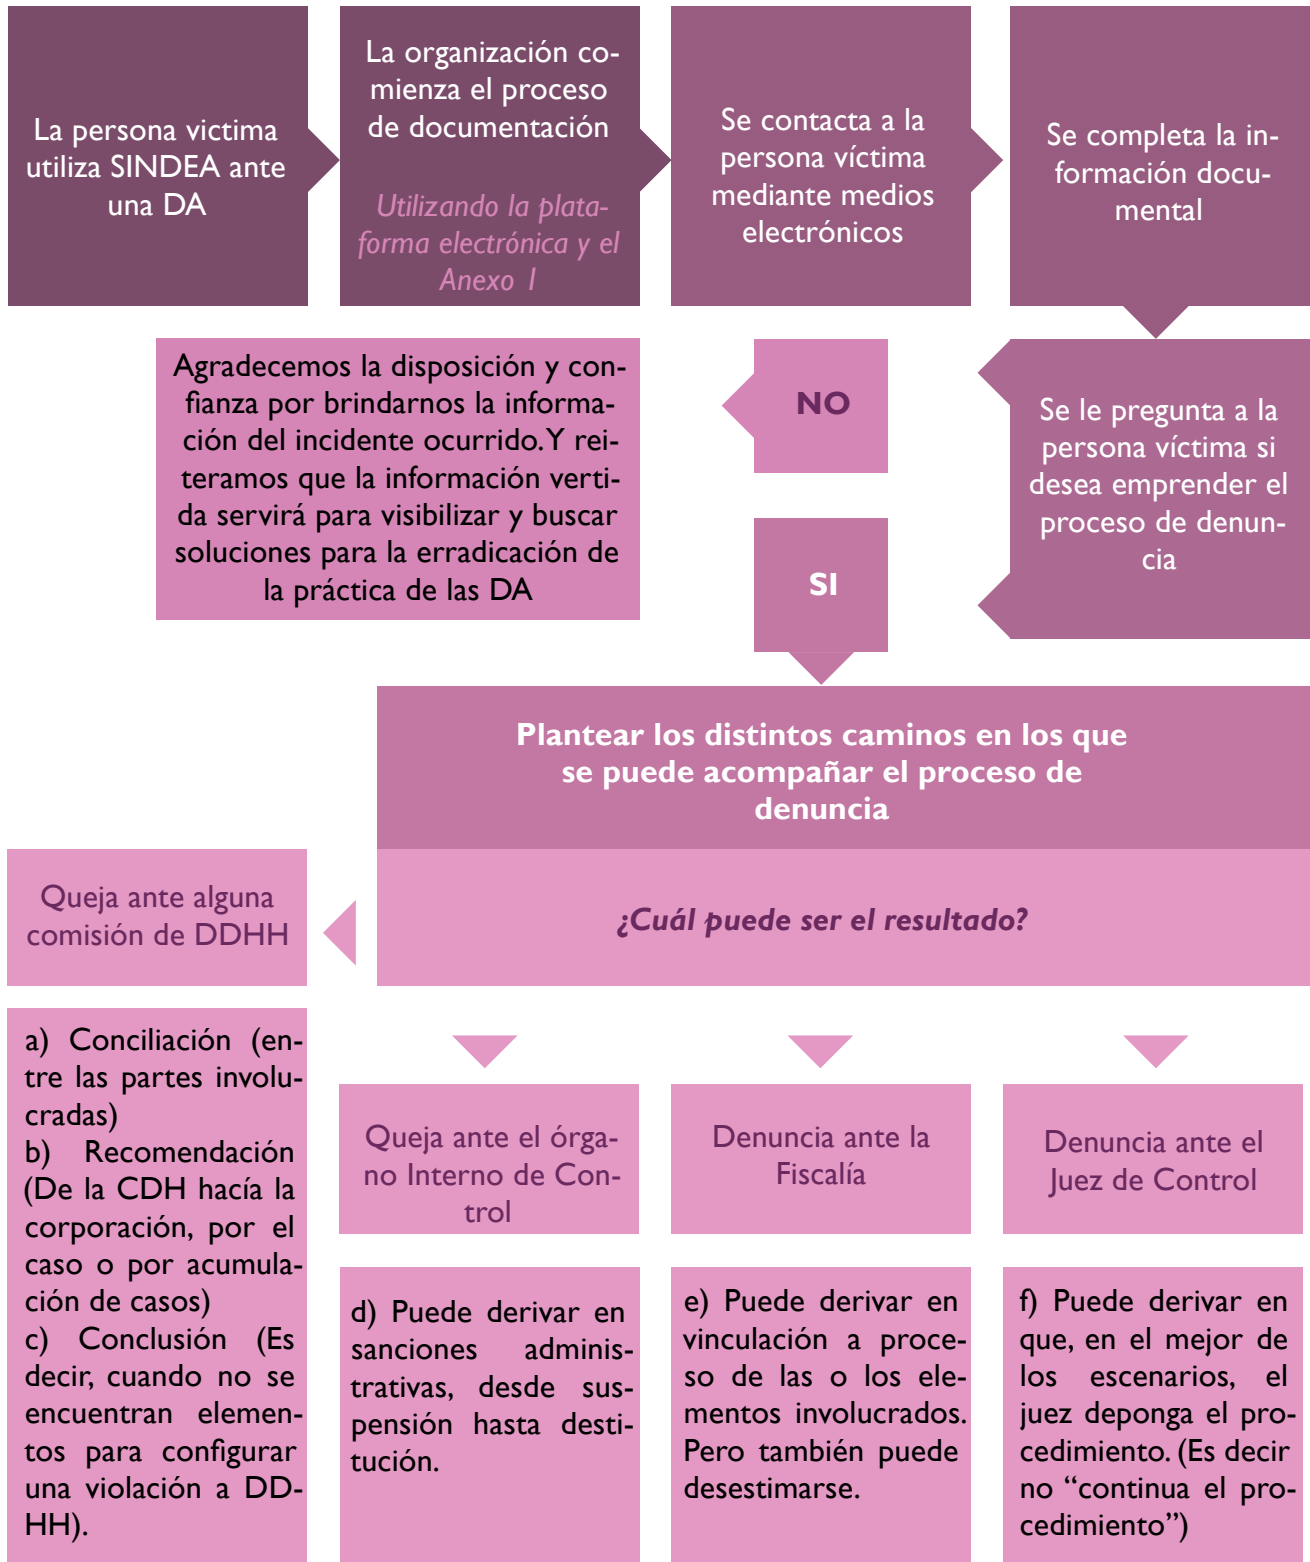 La persona victima
utiliza SINDEA ante
una DA
La organización co-
mienza el proceso
de documentación
Utilizando la plata-
forma electrónica y el
Anexo 1
Se contacta a la
persona víctima
mediante medios
electrónicos
Se completa la in-
formación docu-
mental
Se le pregunta a la
persona víctima si
desea emprender el
proceso de denun-
cia
NO
Agradecemos la disposición y con-
fianza por brindarnos la informa-
ción del incidente ocurrido. Y rei-
teramos que la información verti-
da servirá para visibilizar y buscar
soluciones para la erradicación de
la práctica de las DA
SI
Plantear los distintos caminos en los que
se puede acompañar el proceso de
denuncia
¿Cuál puede ser el resultado?
Queja ante alguna
comisión de DDHH
a) Conciliación (en-
tre las partes involu-
cradas)
b) Recomendación
(De la CDH hacía la
corporación, por el
caso o por acumula-
ción de casos)
c) Conclusión (Es
decir, cuando no se
encuentran elemen-
tos para configurar
una violación a DD-
HH).
Queja ante el órga-
no Interno de Con-
trol
d) Puede derivar en
sanciones adminis-
trativas, desde sus-
pensión hasta desti-
tución.
Denuncia ante la
Fiscalía
e) Puede derivar en
vinculación a proce-
so de las o los ele-
mentos involucrados.
Pero también puede
desestimarse.
Denuncia ante el
Juez de Control
f) Puede derivar en
que, en el mejor de
los escenarios, el
juez deponga el pro-
cedimiento. (Es decir
no “continua el pro-
cedimiento”)